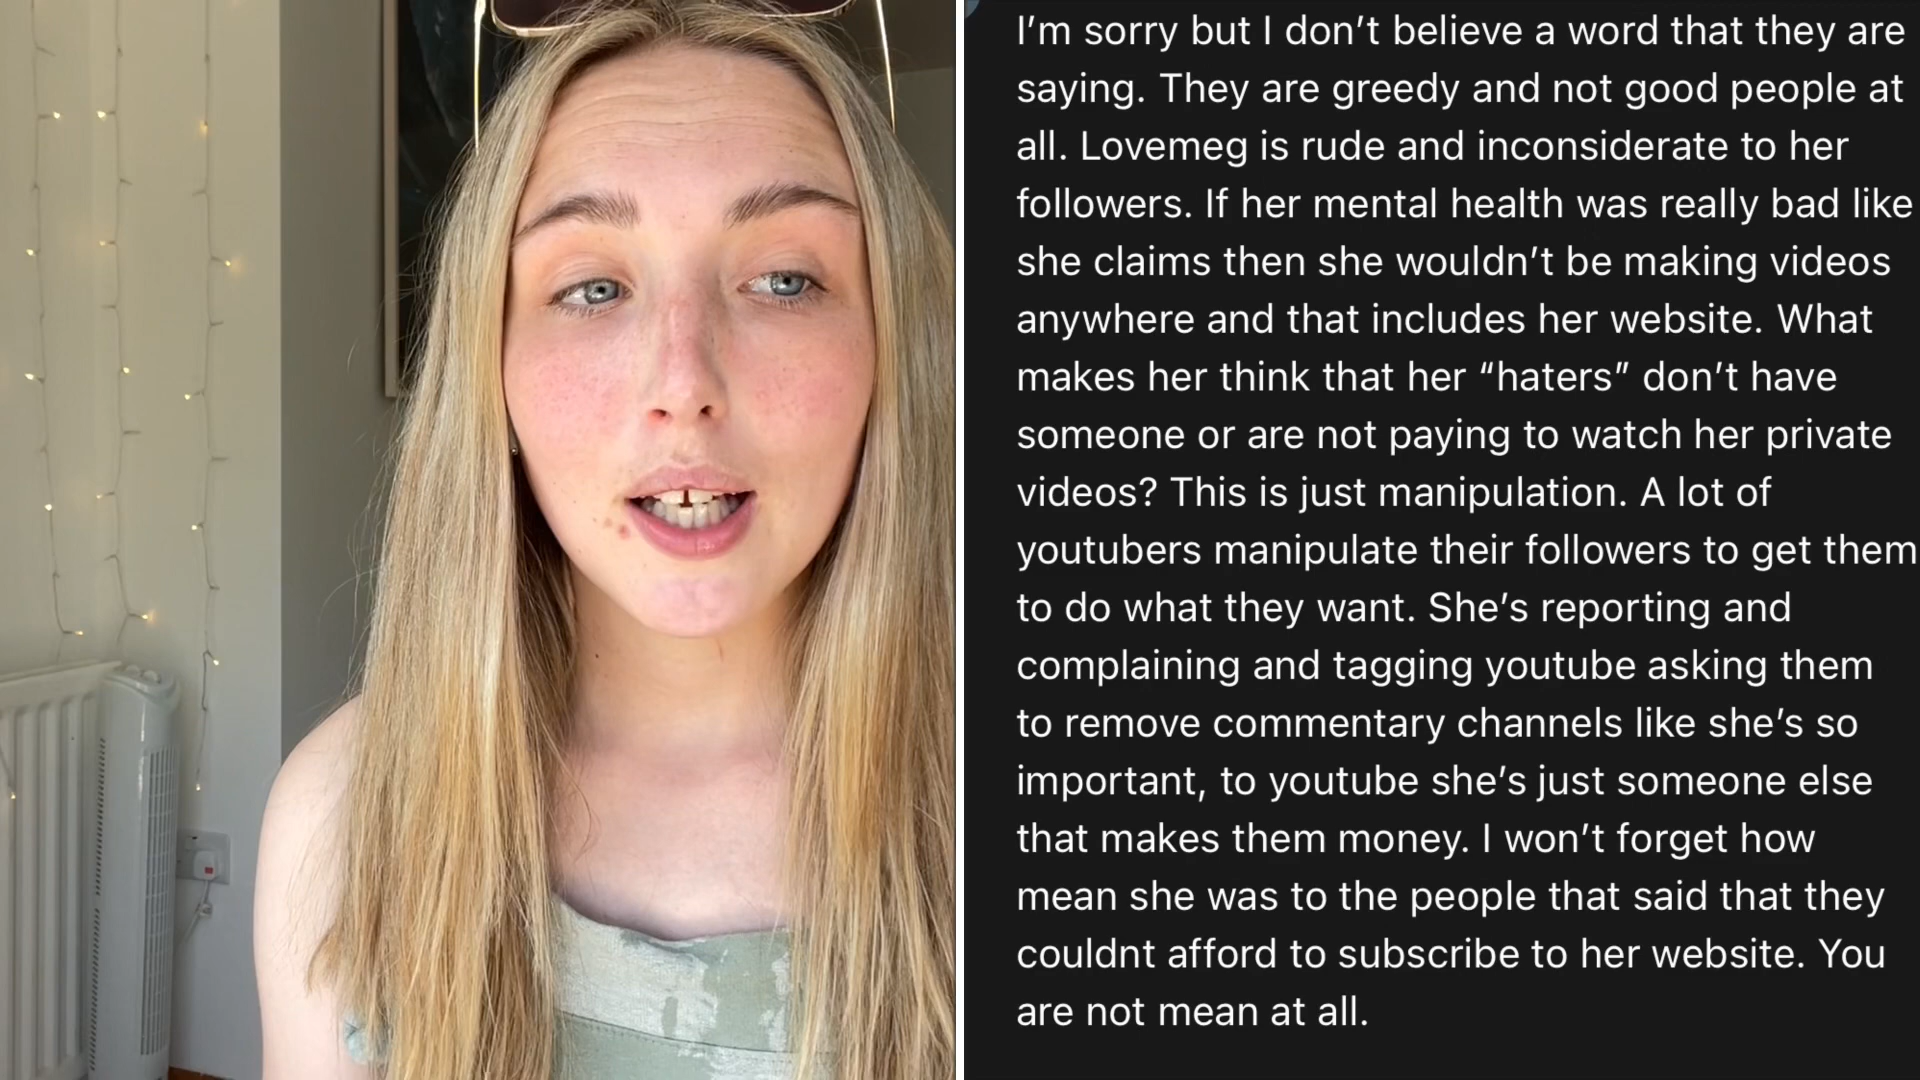 I’m sorry but I don’t believe a word that they are
saying. They are greedy and not good people at
all. Lovemeg is rude and inconsiderate to her
followers. If her mental health was really bad like
she claims then she wouldn’t be making videos
anywhere and that includes her website. What
makes her think that her “haters” don’t have
someone or are not paying to watch her private
videos? This is just manipulation. A lot of
youtubers manipulate their followers to get them
to do what they want. She’s reporting and
complaining and tagging youtube asking them
to remove commentary channels like she’s so
important, to youtube she’s just someone else
that makes them money. I won’t forget how
mean she was to the people that said that they
couldnt afford to subscribe to her website. You
are not mean at all.